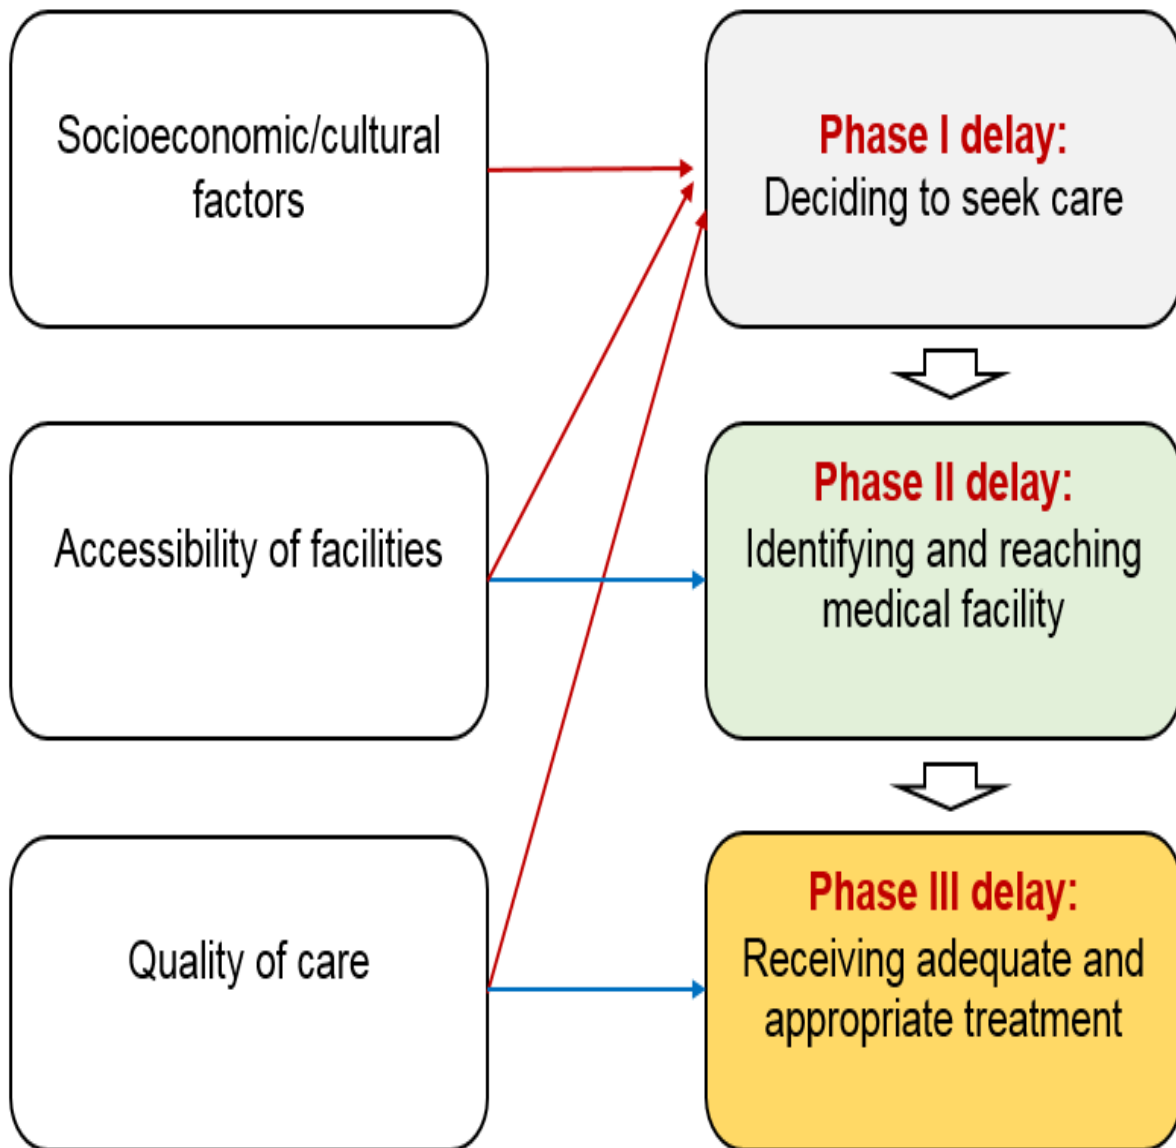 Socioeconomic/cultural
factors
Phase I delay:
Deciding to seek care
Accessibility of facilities
Phase II delay:
Identifying and reaching
medical facility
Quality of care
Phase III delay:
Receiving adequate and
appropriate treatment